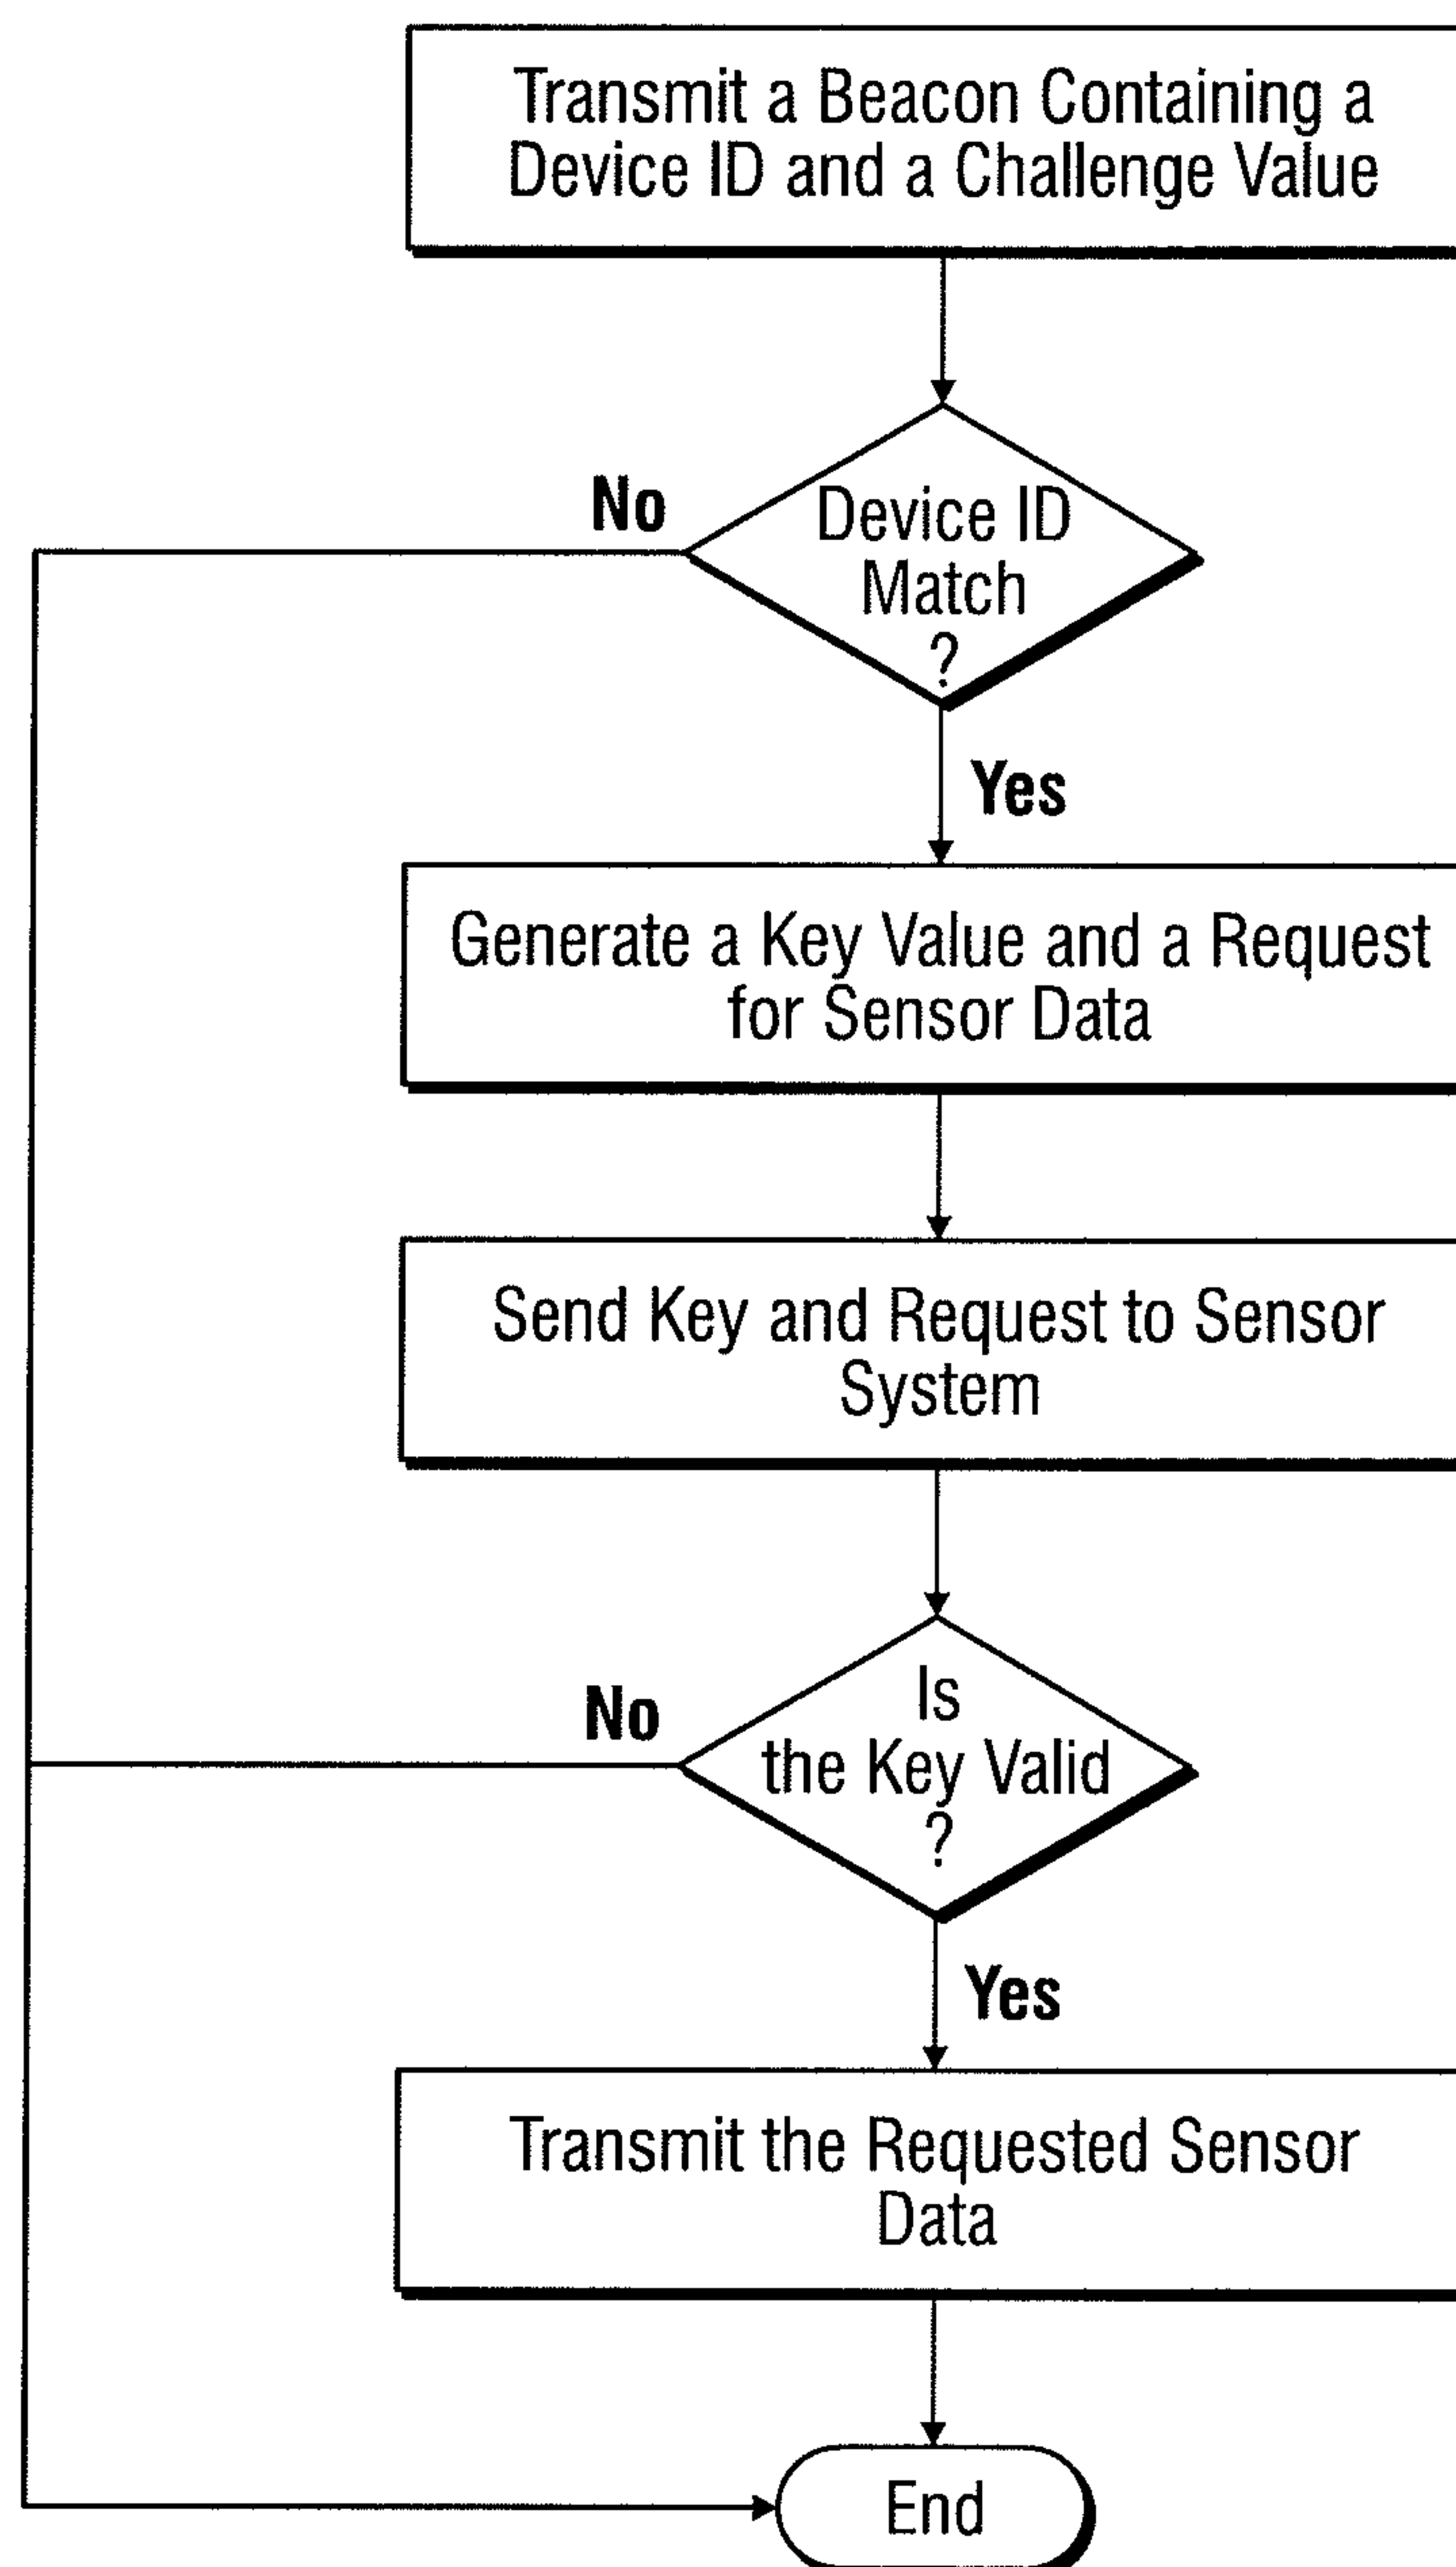 Transmit a Beacon Containing a
Device ID and a Challenge Value
No
Device ID
Match
?
Yes
Generate a Key Value and a Request
for Sensor Data
Send Key and Request to Sensor
System
No
Is
the Key Valid
?
Yes
Transmit the Requested Sensor
Data
End